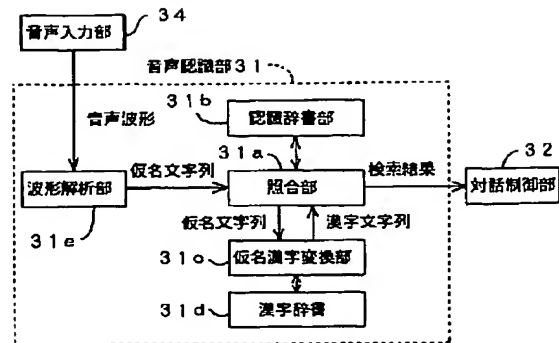 34
音声入力部
音声認識部31
音声波形
31b
認識辞書部
31a
32
波形解析部
仮名文字列
照合部
検索結果
対話制御部
31e
仮名文字列
漢字文字列
31c
仮名漢字変換部
31d
漢字辞書